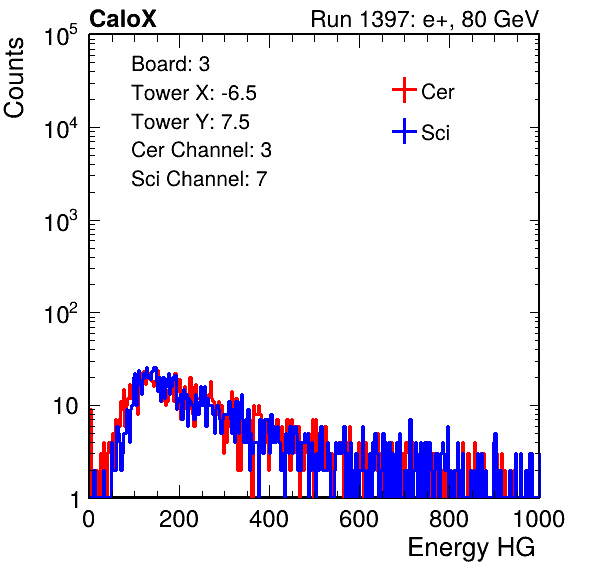 CaloX Run 1397: e+, 80 GeV
Counts
10^5
10^4
10^3
10^2
10
1
Board: 3
Tower X: -6.5
Tower Y: 7.5
Cer Channel: 3
Sci Channel: 7
Cer
Sci
0 200 400 600 800 1000
Energy HG